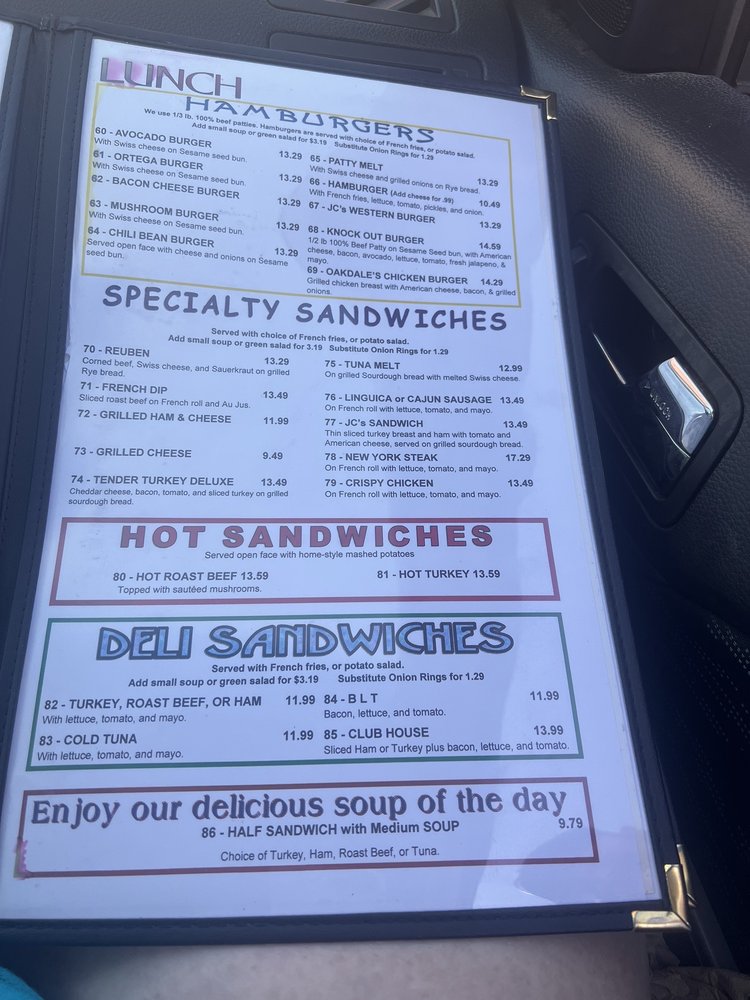 LUNCH
HAMBURGERS
We use 1/3 lb. 100% beef patties. Hamburgers are served with choice of French fries, or potato salad.
Add small soup or green salad for $3.19 Substitute Onion Rings for 1.29
60 - AVOCADO BURGER 13.29
With Swiss cheese on Sesame seed bun.
61 - ORTEGA BURGER 13.29
With Swiss cheese on Sesame seed bun.
62 - BACON CHEESE BURGER 13.29
63 - MUSHROOM BURGER 13.29
With Swiss cheese on Sesame seed bun.
64 - CHILI BEAN BURGER 13.29
Served open face with cheese and onions on Sesame
seed bun.
65 - PATTY MELT 13.29
With Swiss cheese and grilled onions on Rye bread.
66 - HAMBURGER (Add cheese for .99) 10.49
With French fries, lettuce, tomato, pickles, and onion.
67 - JC's WESTERN BURGER 13.29
68 - KNOCK OUT BURGER 14.59
1/2 lb 100% Beef Patty on Sesame Seed bun, with American
cheese, bacon, avocado, lettuce, tomato, fresh jalapeno, &
mayo.
69 - OAKDALE'S CHICKEN BURGER 14.29
Grilled chicken breast with American cheese, bacon, & grilled
onions.
SPECIALTY SANDWICHES
Served with choice of French fries, or potato salad.
Add small soup or green salad for 3.19 Substitute Onion Rings for 1.29
70 - REUBEN 13.29
Corned beef, Swiss cheese, and Sauerkraut on grilled
Rye bread.
71 - FRENCH DIP 13.49
Sliced roast beef on French roll and Au Jus.
72 - GRILLED HAM & CHEESE 11.99
73 - GRILLED CHEESE 9.49
74 - TENDER TURKEY DELUXE 13.49
Cheddar cheese, bacon, tomato, and sliced turkey on grilled
sourdough bread.
75 - TUNA MELT 12.99
On grilled Sourdough bread with melted Swiss cheese.
76 - LINGUICA or CAJUN SAUSAGE 13.49
On French roll with lettuce, tomato, and mayo.
77 - JC's SANDWICH 13.49
Thin sliced turkey breast and ham with tomato and
American cheese, served on grilled sourdough bread.
78 - NEW YORK STEAK 17.29
On French roll with lettuce, tomato, and mayo.
79 - CRISPY CHICKEN 13.49
On French roll with lettuce, tomato, and mayo.
HOT SANDWICHES
Served open face with home-style mashed potatoes
80 - HOT ROAST BEEF 13.59
Topped with sautéed mushrooms.
81 - HOT TURKEY 13.59
DELI SANDWICHES
Served with French fries, or potato salad.
Add small soup or green salad for $3.19 Substitute Onion Rings for 1.29
82 - TURKEY, ROAST BEEF, OR HAM 11.99
With lettuce, tomato, and mayo.
83 - COLD TUNA 11.99
With lettuce, tomato, and mayo.
84 - B L T 11.99
Bacon, lettuce, and tomato.
85 - CLUB HOUSE 13.99
Sliced Ham or Turkey plus bacon, lettuce, and tomato.
Enjoy our delicious soup of the day
86 - HALF SANDWICH with Medium SOUP 9.79
Choice of Turkey, Ham, Roast Beef, or Tuna.